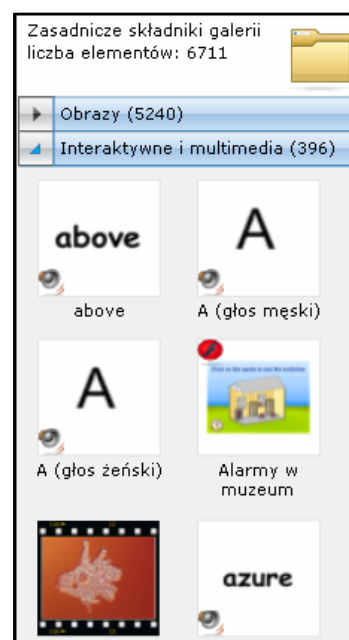 Zasadnicze składniki galerii
liczba elementów: 6711
Obrazy (5240)
Interaktywne i multimedia (396)
above
A
above
A (głos męski)
A
A (głos żeński)
Alarmy w
muzeum
azure